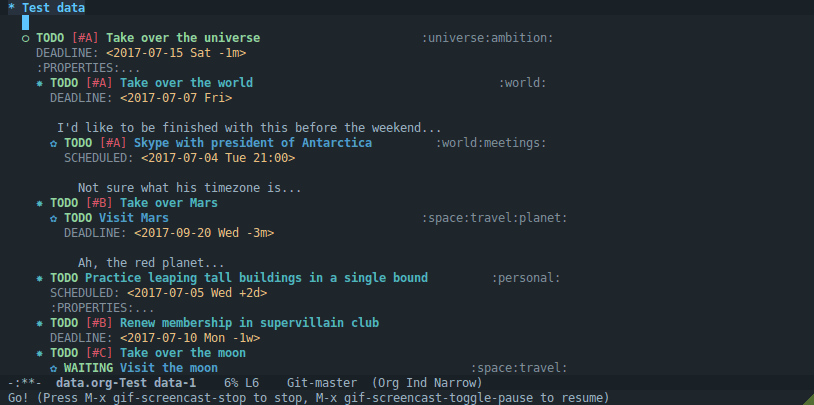 * Test data
TODO [#A] Take over the universe :universe:ambition:
DEADLINE: <2017-07-15 Sat -1m>
:PROPERTIES:...
TODO [#A] Take over the world :world:
DEADLINE: <2017-07-07 Fri>
I'd like to be finished with this before the weekend...
TODO [#A] Skype with president of Antarctica :world:meetings:
SCHEDULED: <2017-07-04 Tue 21:00>
Not sure what his timezone is...
TODO [#B] Take over Mars
TODO Visit Mars :space:travel:planet:
DEADLINE: <2017-09-20 Wed -3m>
Ah, the red planet...
TODO Practice leaping tall buildings in a single bound :personal:
SCHEDULED: <2017-07-05 Wed +2d>
:PROPERTIES:...
TODO [#B] Renew membership in supervillain club
DEADLINE: <2017-07-10 Mon -1w>
TODO [#C] Take over the moon
WAITING Visit the moon :space:travel:
-:**- data.org-Test data-1 6% L6 Git-master (Org Ind Narrow)
Go! (Press M-x gif-screencast-stop to stop, M-x gif-screencast-toggle-pause to resume)